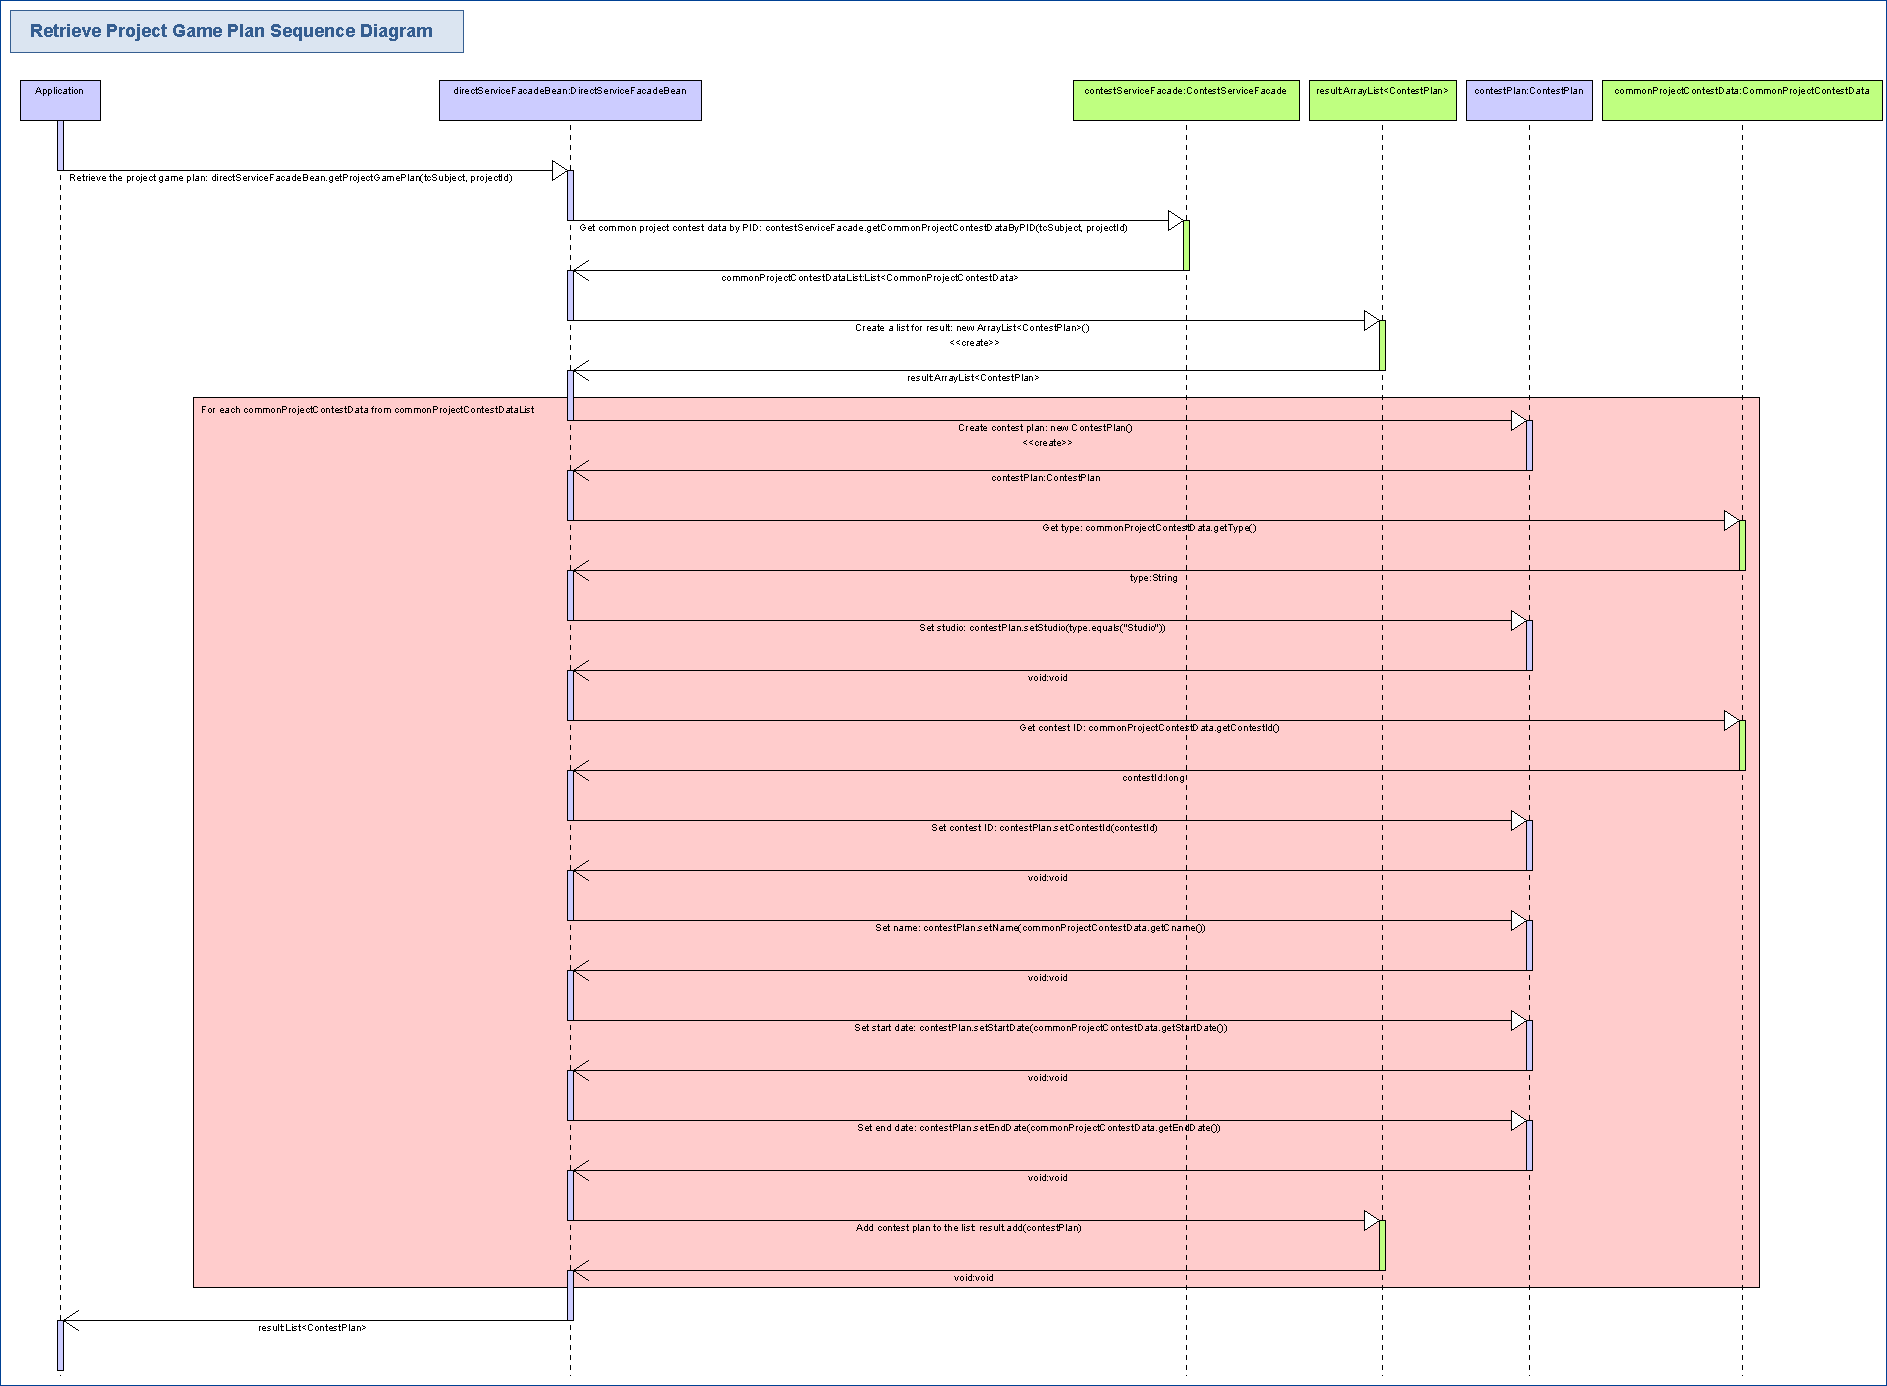 Retrieve Project Game Plan Sequence Diagram
Application
directServiceFacadeBean:DirectServiceFacadeBean
contestServiceFacade:ContestServiceFacade
result:ArrayList<ContestPlan>
contestPlan:ContestPlan
commonProjectContestData:CommonProjectContestData
Retrieve the project game plan: directServiceFacadeBean.getProjectGamePlan(tcSubject, projectId)
Get common project contest data by PID: contestServiceFacade.getCommonProjectContestDataByPID(tcSubject, projectId)
commonProjectContestDataList:List<CommonProjectContestData>
Create a list for result: new ArrayList<ContestPlan>()
<<create>>
result:ArrayList<ContestPlan>
For each commonProjectContestData from commonProjectContestDataList
Create contest plan: new ContestPlan()
<<create>>
contestPlan:ContestPlan
Get type: commonProjectContestData.getType()
type:String
Set studio: contestPlan.setStudio(type.equals("Studio"))
void:void
Get contest ID: commonProjectContestData.getContestId()
contestId:long
Set contest ID: contestPlan.setContestId(contestId)
void:void
Set name: contestPlan.setName(commonProjectContestData.getCname())
void:void
Set start date: contestPlan.setStartDate(commonProjectContestData.getStartDate())
void:void
Set end date: contestPlan.setEndDate(commonProjectContestData.getEndDate())
void:void
Add contest plan to the list: result.add(contestPlan)
void:void
result:List<ContestPlan>